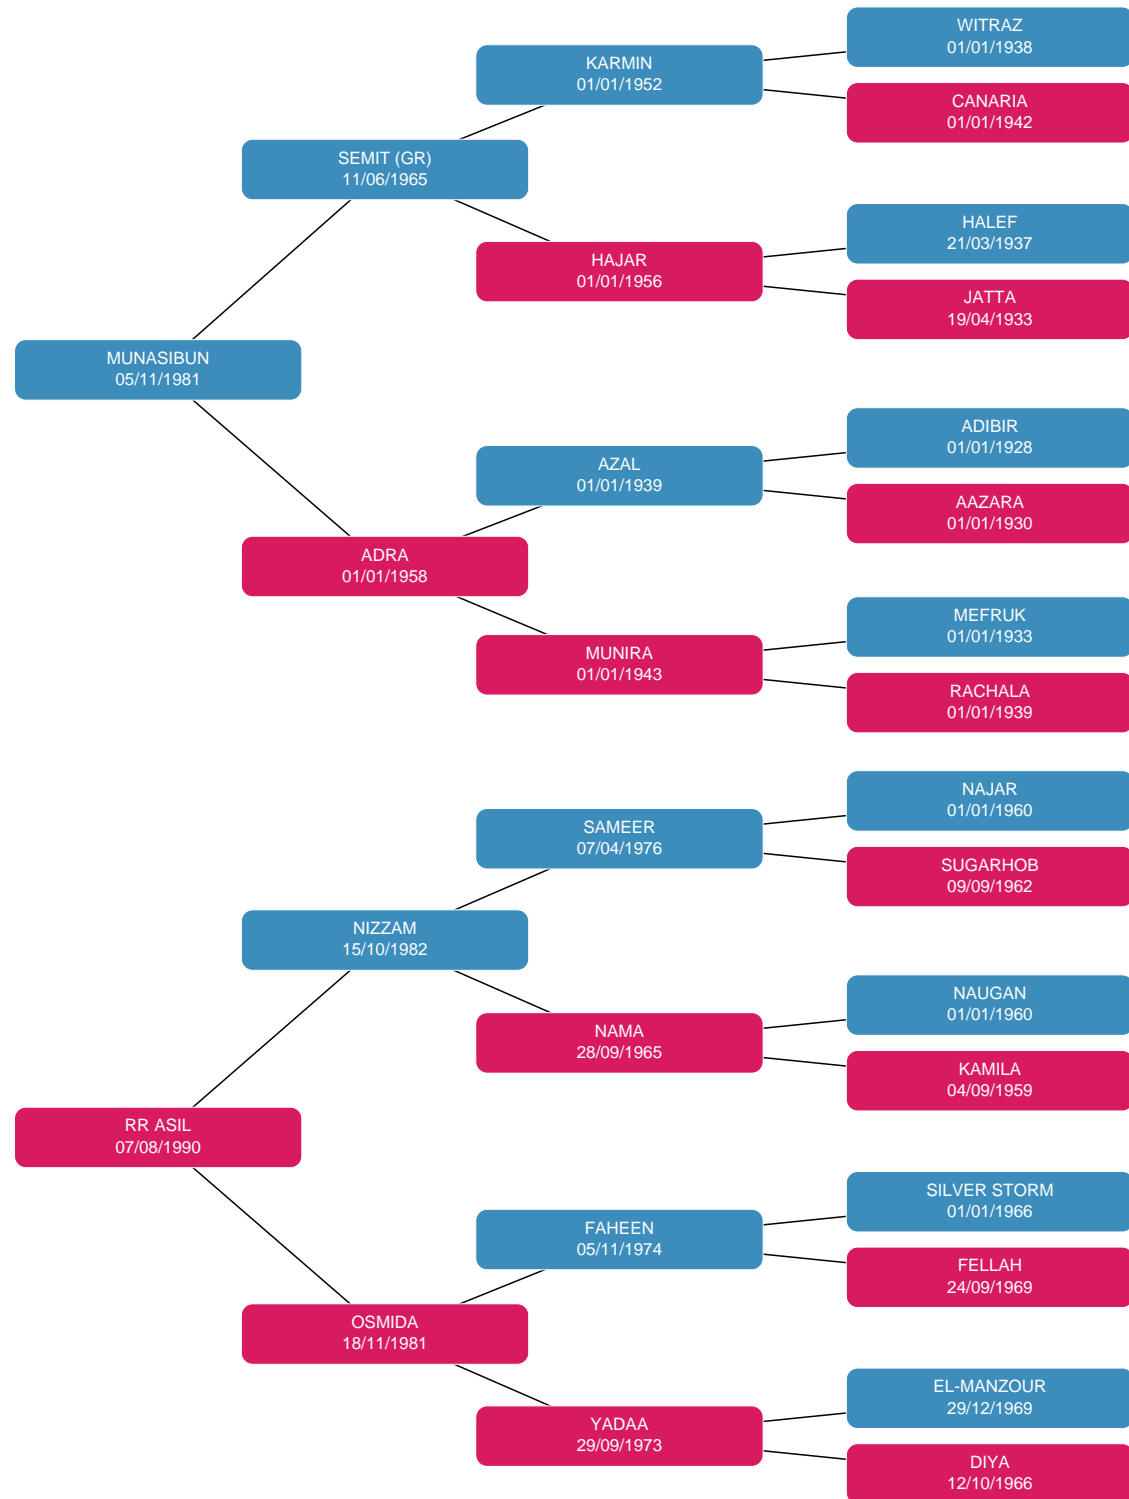 WITRAZ
01/01/1938
KARMIN
01/01/1952
CANARIA
01/01/1942
SEMIT (GR)
11/06/1965
HALEF
21/03/1937
HAJAR
01/01/1956
JATTA
19/04/1933
MUNASIBUN
05/11/1981
ADIBIR
01/01/1928
AZAL
01/01/1939
AAZARA
01/01/1930
ADRA
01/01/1958
MEFRUK
01/01/1933
MUNIRA
01/01/1943
RACHALA
01/01/1939
NAJAR
01/01/1960
SAMEER
07/04/1976
SUGARHOB
09/09/1962
NIZZAM
15/10/1982
NAUGAN
01/01/1960
NAMA
28/09/1965
KAMILA
04/09/1959
RR ASIL
07/08/1990
SILVER STORM
01/01/1966
FAHEEN
05/11/1974
FELLAH
24/09/1969
OSMIDA
18/11/1981
EL-MANZOUR
29/12/1969
YADAA
29/09/1973
DIYA
12/10/1966